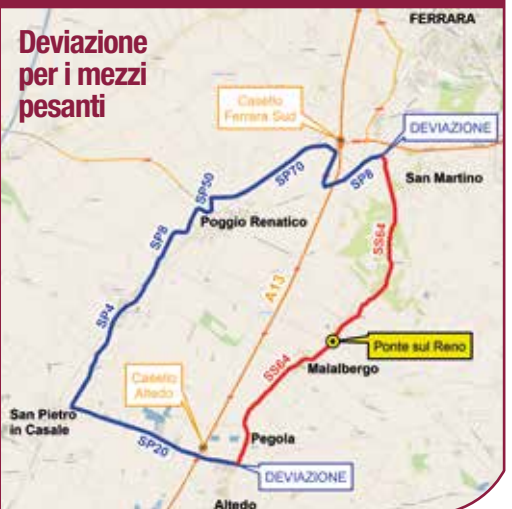 Deviazione
per i mezzi
pesanti
FERRARA
Casello
Ferrara Sud
DEVIAZIONE
SP70
SP8
San Martino
SP50
Poggio Renatico
SP8
SS64
A13
SP4
Ponte sul Reno
SS64
Malalbergo
Casello
Altedo
San Pietro
in Casale
Pegola
SP20
DEVIAZIONE
Altedo